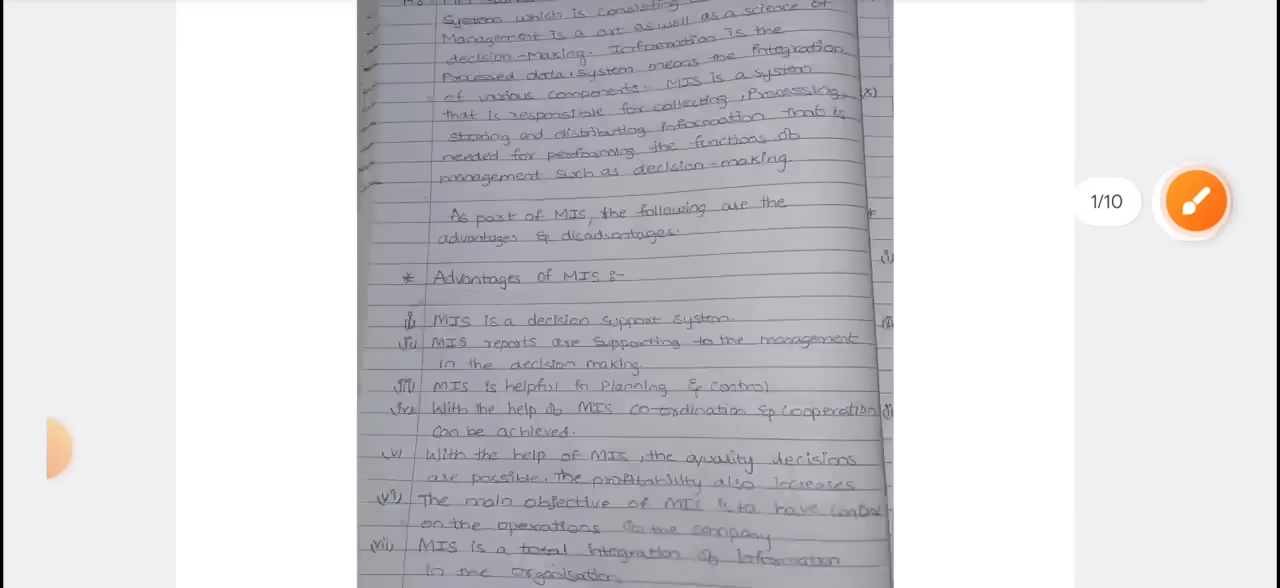 System which is consisting
Management is a art as well as a science of
decision-making. Information is the
Processed data. System means the integration
of various components. MIS is a system
that is responsible for collecting, Processing,
storing and distributing information that is
needed for performing the functions of
management such as decision-making.
(x)
As part of MIS, the following are the
advantages & disadvantages.
* Advantages of MIS :-
i) MIS is a decision support system.
ii) MIS reports are supporting to the management
in the decision making.
iii) MIS is helpful in Planning & control
iv) With the help of MIS co-ordination & cooperation
can be achieved.
v) With the help of MIS, the quality decisions
are possible. The profitability also increases
vi) The main objective of MIS is to have control
on the operations of the company
vii) MIS is a total integration of Information
in the organisation.
1/10